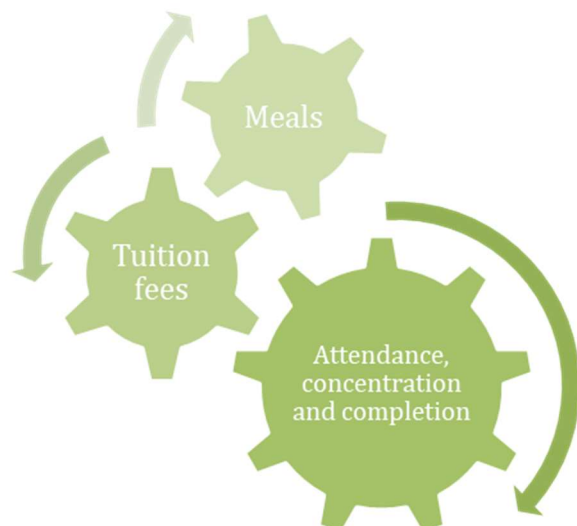 Meals
Tuition
fees
Attendance,
concentration
and completion